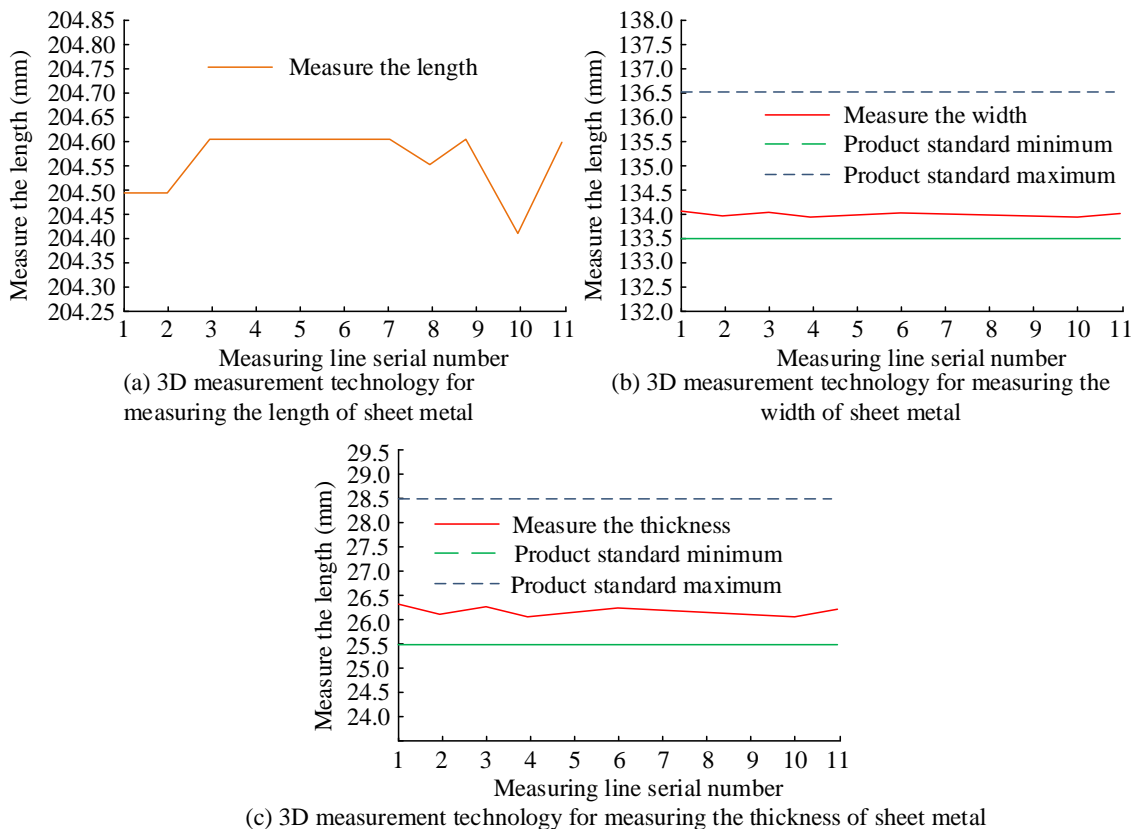 204.85
204.80
204.75
204.70
204.65
204.60
204.55
204.50
204.45
204.40
204.35
204.30
204.25
Measure the length (mm)
Measure the length
1 2 3 4 5 6 7 8 9 10 11
Measuring line serial number
(a) 3D measurement technology for
measuring the length of sheet metal
138.0
137.5
137.0
136.5
136.0
135.5
135.0
134.5
134.0
133.5
133.0
132.5
132.0
Measure the length (mm)
Measure the width
Product standard minimum
Product standard maximum
1 2 3 4 5 6 7 8 9 10 11
Measuring line serial number
(b) 3D measurement technology for measuring the
width of sheet metal
29.5
29.0
28.5
28.0
27.5
27.0
26.5
26.0
25.5
25.0
24.5
24.0
Measure the length (mm)
Measure the thickness
Product standard minimum
Product standard maximum
1 2 3 4 5 6 7 8 9 10 11
Measuring line serial number
(c) 3D measurement technology for measuring the thickness of sheet metal